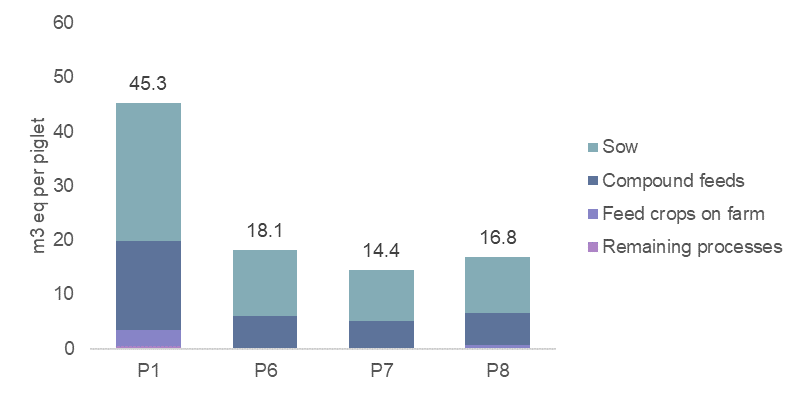 60
50
40
30
20
10
0
m3 eq per piglet
45.3
18.1
14.4
16.8
P1
P6
P7
P8
Sow
Compound feeds
Feed crops on farm
Remaining processes